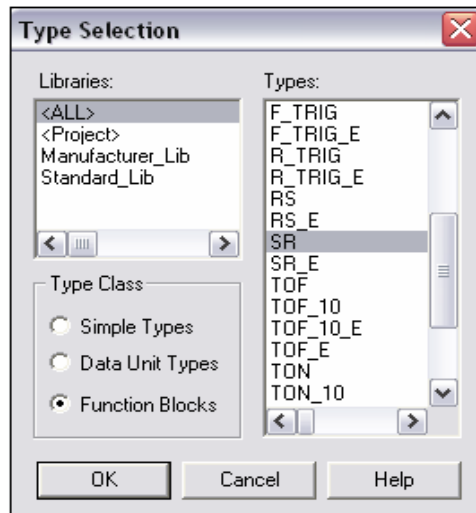 Type Selection
Libraries:
<ALL>
<Project>
Manufacturer_Lib
Standard_Lib
Type Class
Simple Types
Data Unit Types
Function Blocks
Types:
F_TRIG
F_TRIG_E
R_TRIG
R_TRIG_E
RS
RS_E
SR
SR_E
TOF
TOF_10
TOF_10_E
TOF_E
TON
TON_10
OK
Cancel
Help